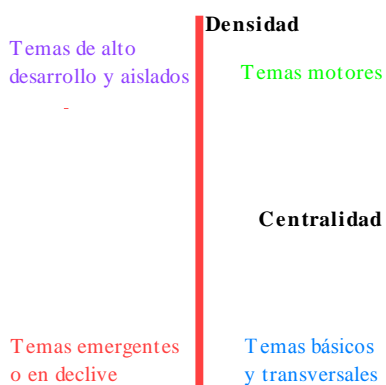 Densidad
Temas de alto
desarrollo y aislados
Temas motores
-
Centralidad
Temas emergentes
o en declive
Temas básicos
y transversales